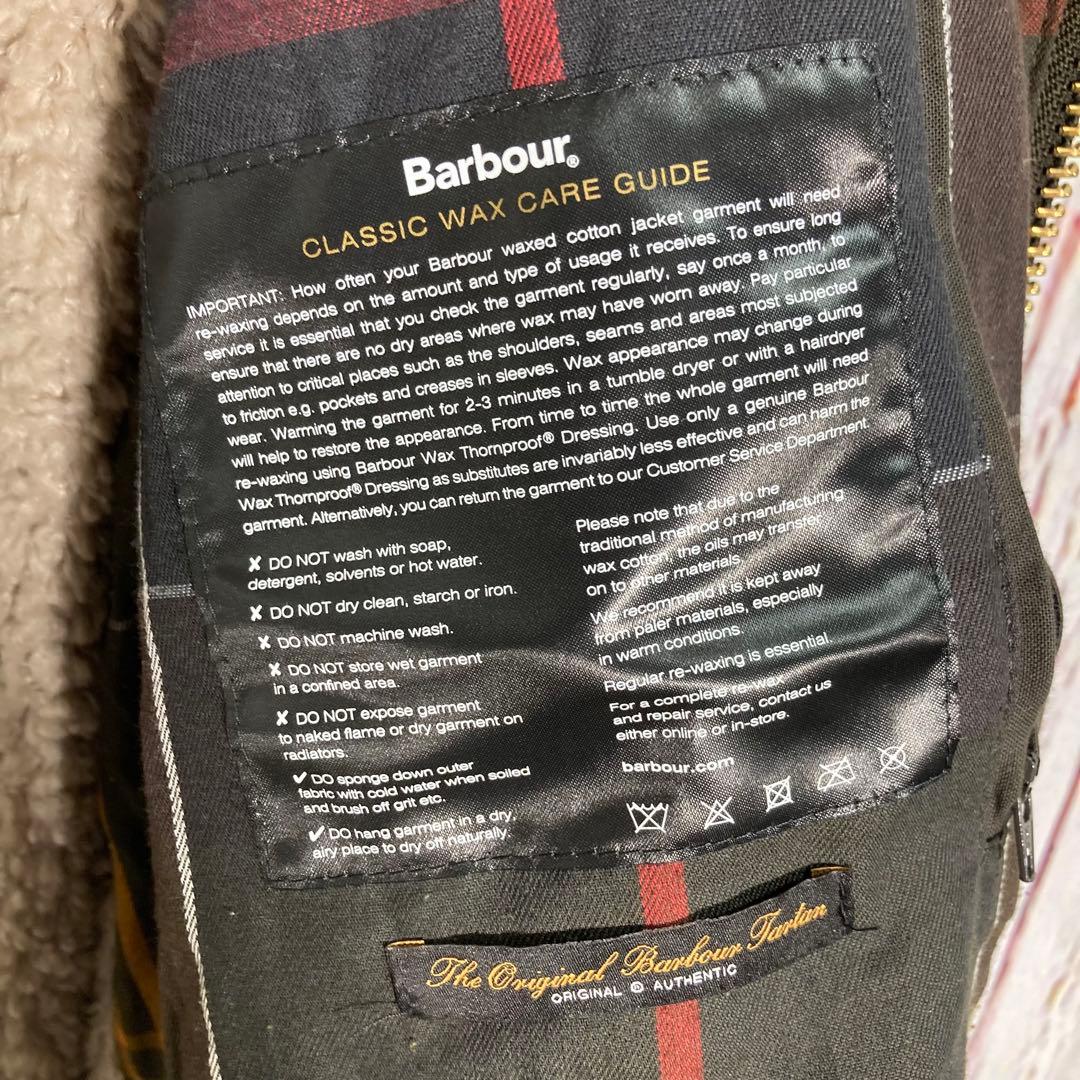 Barbour®
CLASSIC WAX CARE GUIDE
IMPORTANT: How often your Barbour waxed cotton jacket garment will need
re-waxing depends on the amount and type of usage it receives. To ensure long
service it is essential that you check the garment regularly, say once a month, to
ensure that there are no dry areas where wax may have worn away. Pay particular
attention to critical places such as the shoulders, seams and areas most subjected
to friction e.g. pockets and creases in sleeves. Wax appearance may change during
wear. Warming the garment for 2-3 minutes in a tumble dryer or with a hairdryer
will help to restore the appearance. From time to time the whole garment will need
re-waxing using Barbour Wax Thornproof® Dressing. Use only a genuine Barbour
Wax Thornproof® Dressing as substitutes are invariably less effective and can harm the
garment. Alternatively, you can return the garment to our Customer Service Department
✘ DO NOT wash with soap,
detergent, solvents or hot water.
✘ DO NOT dry clean, starch or iron.
✘ DO NOT machine wash.
✘ DO NOT store wet garment
in a confined area.
✘ DO NOT expose garment
to naked flame or dry garment on
radiators.
✔ DO sponge down outer
fabric with cold water when soiled
and brush off grit etc.
✔ DO hang garment in a dry,
airy place to dry off naturally.
Please note that due to the
traditional method of manufacturing
wax cotton, the oils may transfer
on to other materials.
We recommend it is kept away
from paler materials, especially
in warm conditions.
Regular re-waxing is essential.
For a complete re-wax
and repair service, contact us
either online or in-store.
barbour.com
The Original Barbour Tartan
ORIGINAL © AUTHENTIC